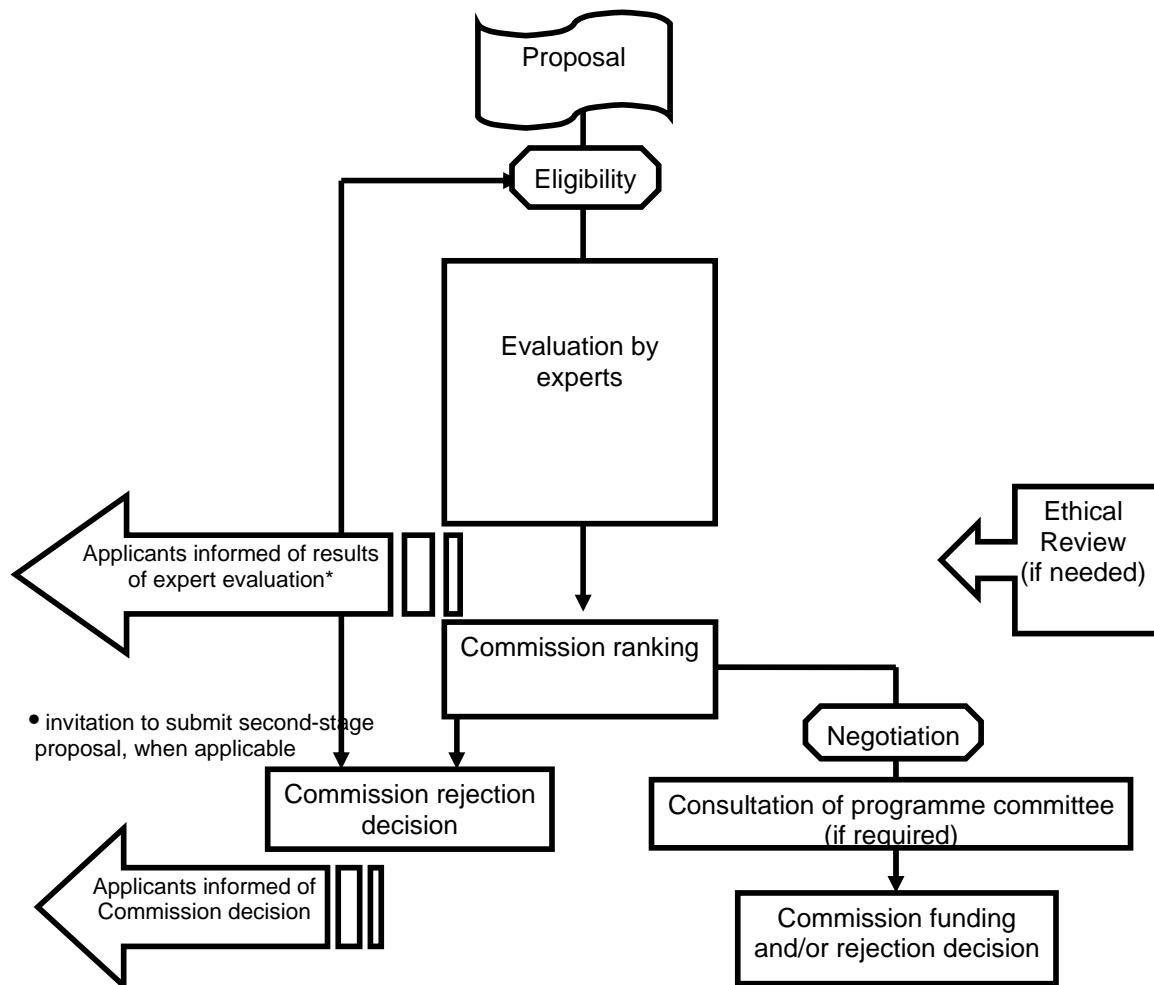 Proposal
Eligibility
Evaluation by
experts
Ethical
Review
(if needed)
Applicants informed of results
of expert evaluation*
Commission ranking
• invitation to submit second-stage
proposal, when applicable
Negotiation
Commission rejection
decision
Consultation of programme committee
(if required)
Applicants informed of
Commission decision
Commission funding
and/or rejection decision